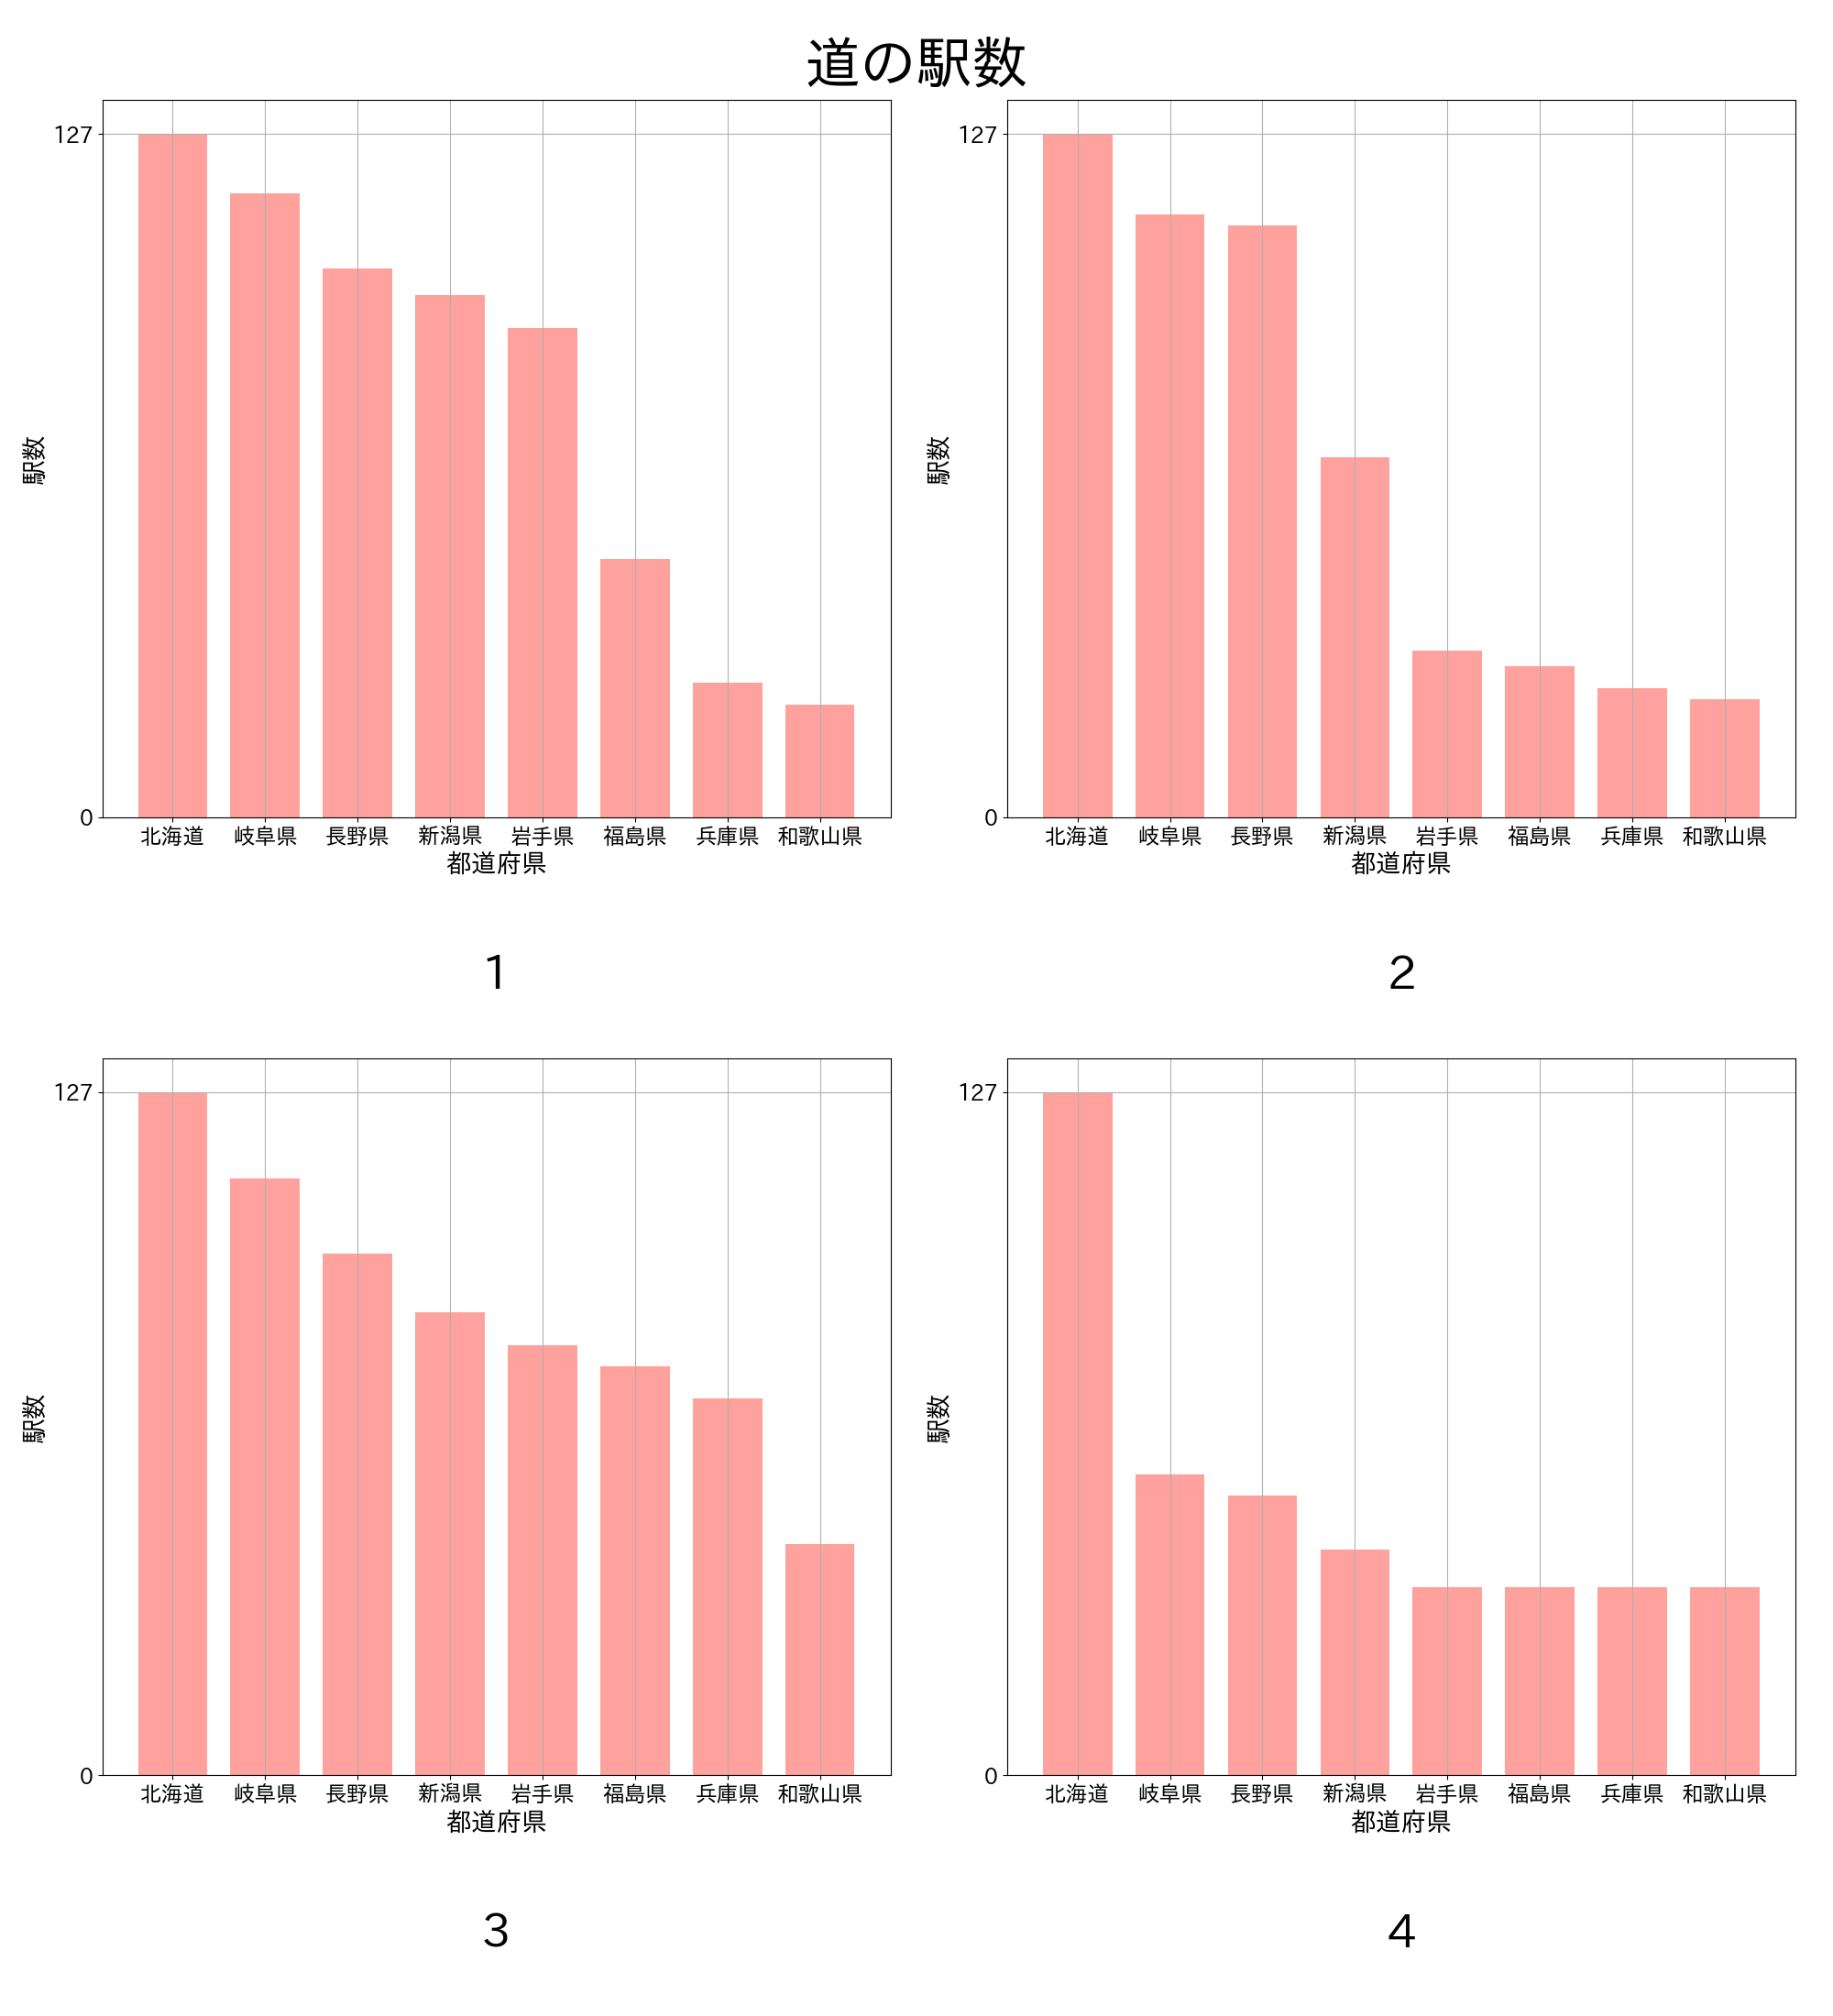 道の駅数
127
0
駅数
北海道 岐阜県 長野県 新潟県 岩手県 福島県 兵庫県 和歌山県
都道府県
1
127
0
駅数
北海道 岐阜県 長野県 新潟県 岩手県 福島県 兵庫県 和歌山県
都道府県
2
127
0
駅数
北海道 岐阜県 長野県 新潟県 岩手県 福島県 兵庫県 和歌山県
都道府県
3
127
0
駅数
北海道 岐阜県 長野県 新潟県 岩手県 福島県 兵庫県 和歌山県
都道府県
4